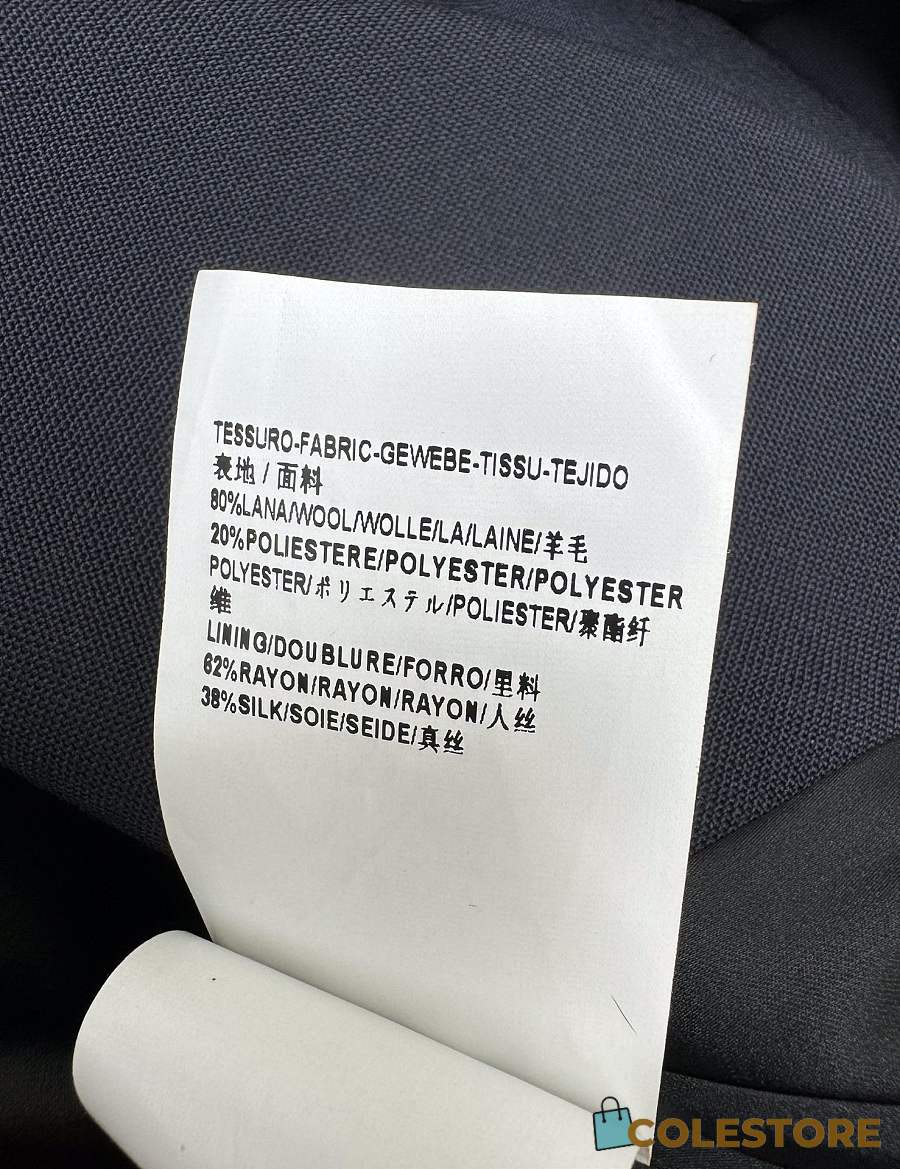 TESSURO-FABRIC-GEWEBE-TISSU-TEJIDO
表地 / 面料
80%LANA/WOOL/WOLLE/LA/LAINE/羊毛
20%POLIESTERE/POLYESTER/POLYESTER
POLYESTER/ポリエステル/POLIESTER/聚酯纤
维
LINING/DOUBLURE/FORRO/里料
62%RAYON/RAYON/RAYON/人丝
38%SILK/SOIE/SEIDE/真丝
COLESTORE